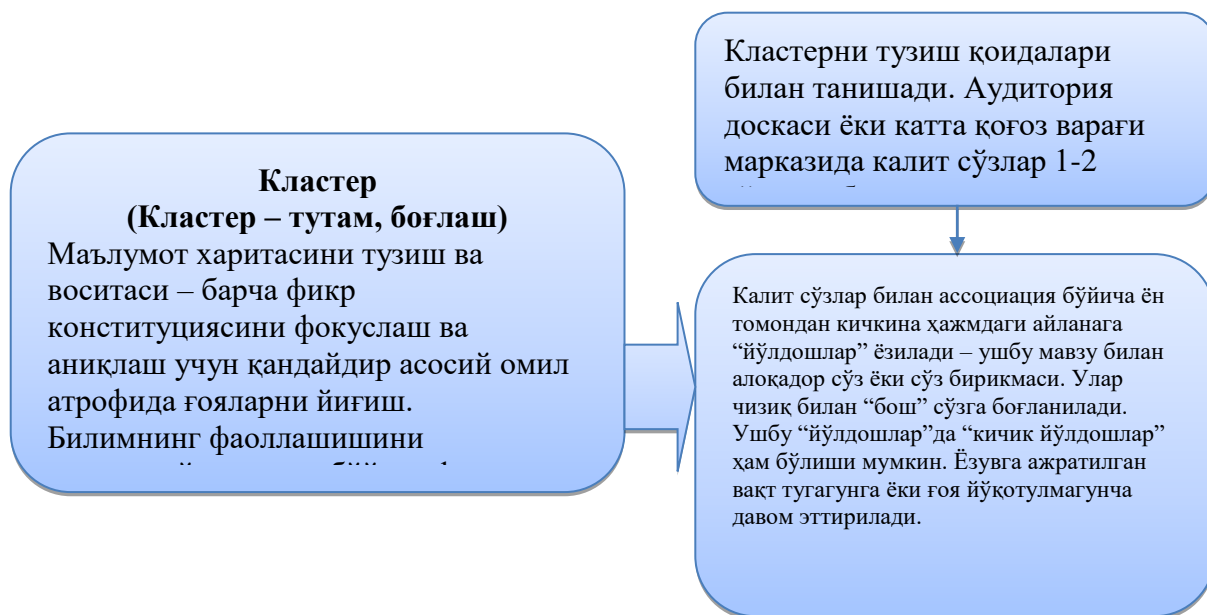 Кластер
(Кластер – тутам, боғлаш)
Маълумот харитасини тузиш ва
воситаси – барча фикр
конституциясини фокуслаш ва
аниқлаш учун қандайдир асосий омил
атрофида ғояларни йиғиш.
Билимнинг фаоллашишини
Кластерни тузиш қоидалари
билан танишади. Аудитория
доскаси ёки катта қоғоз варағи
марказида калит сўзлар 1-2
Калит сўзлар билан ассоциация бўйича ён
томондан кичкина ҳажмдаги айланага
“йўлдошлар” ёзилади – ушбу мавзу билан
алоқадор сўз ёки сўз бирикмаси. Улар
чизиқ билан “бош” сўзга боғланилади.
Ушбу “йўлдошлар”да “кичик йўлдошлар”
ҳам бўлиши мумкин. Ёзувга ажратилган
вақт тугагунга ёки ғоя йўқотулмагунча
давом эттирилади.